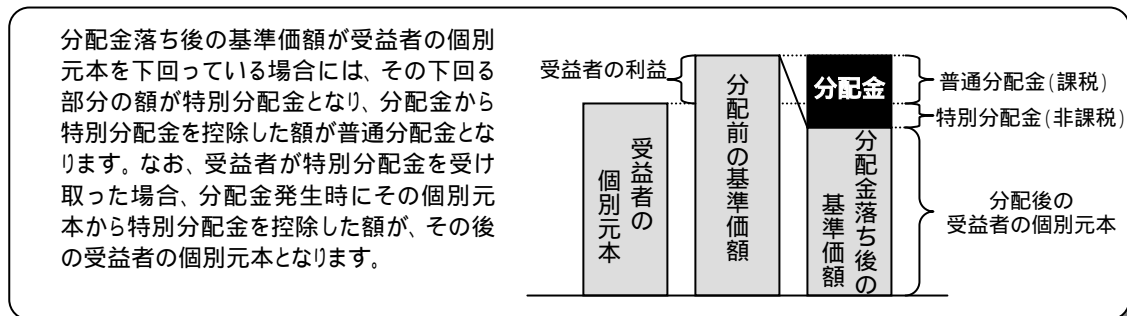 分配金落ち後の基準価額が受益者の個別
元本を下回っている場合には、その下回る
部分の額が特別分配金となり、分配金から
特別分配金を控除した額が普通分配金とな
ります。なお、受益者が特別分配金を受け
取った場合、分配金発生時にその個別元
本から特別分配金を控除した額が、その後
の受益者の個別元本となります。
受益者の利益
受益者の
個別元本
分配前の基準価額
分配金
分配金落ち後の
基準価額
普通分配金(課税)
特別分配金(非課税)
分配後の
受益者の個別元本